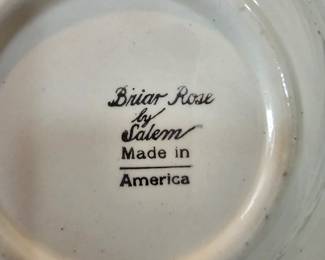 Briar Rose
by
Salem
Made in
America